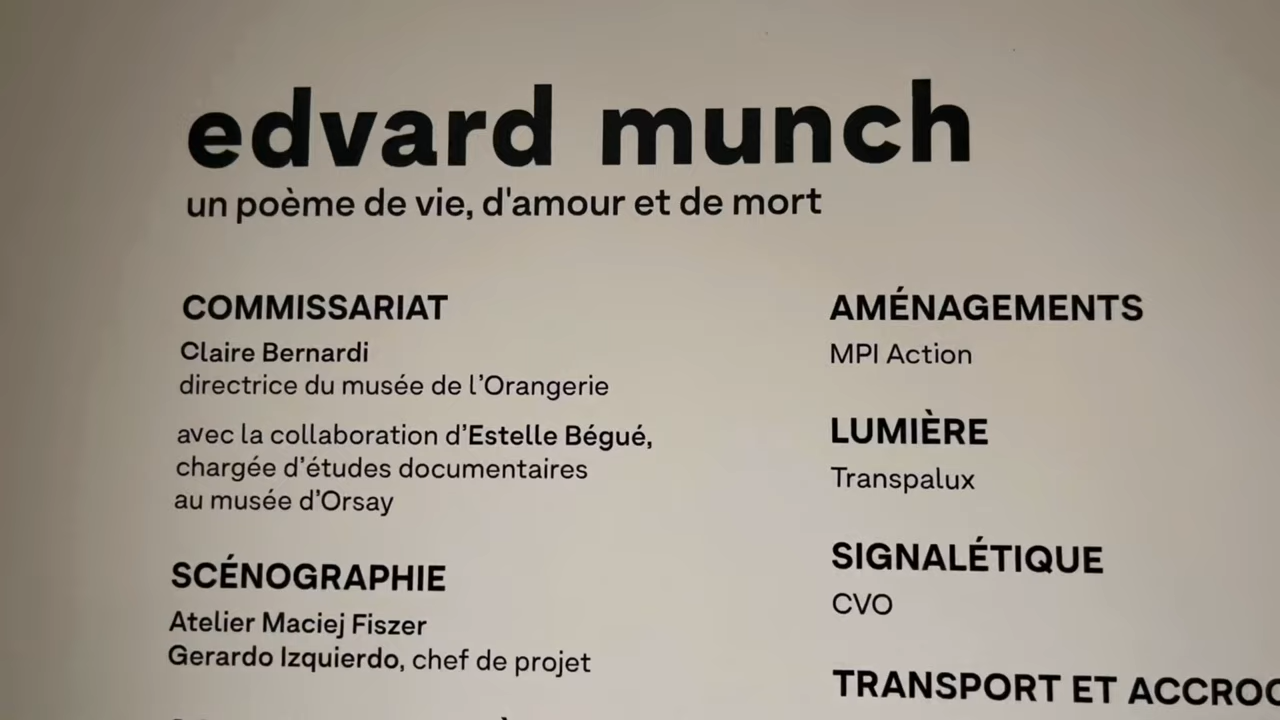 edvard munch
un poème de vie, d'amour et de mort
COMMISSARIAT
Claire Bernardi
directrice du musée de l’Orangerie
avec la collaboration d’Estelle Bégué,
chargée d’études documentaires
au musée d’Orsay
SCÉNOGRAPHIE
Atelier Maciej Fiszer
Gerardo Izquierdo, chef de projet
AMÉNAGEMENTS
MPI Action
LUMIÈRE
Transpalux
SIGNALÉTIQUE
CVO
TRANSPORT ET